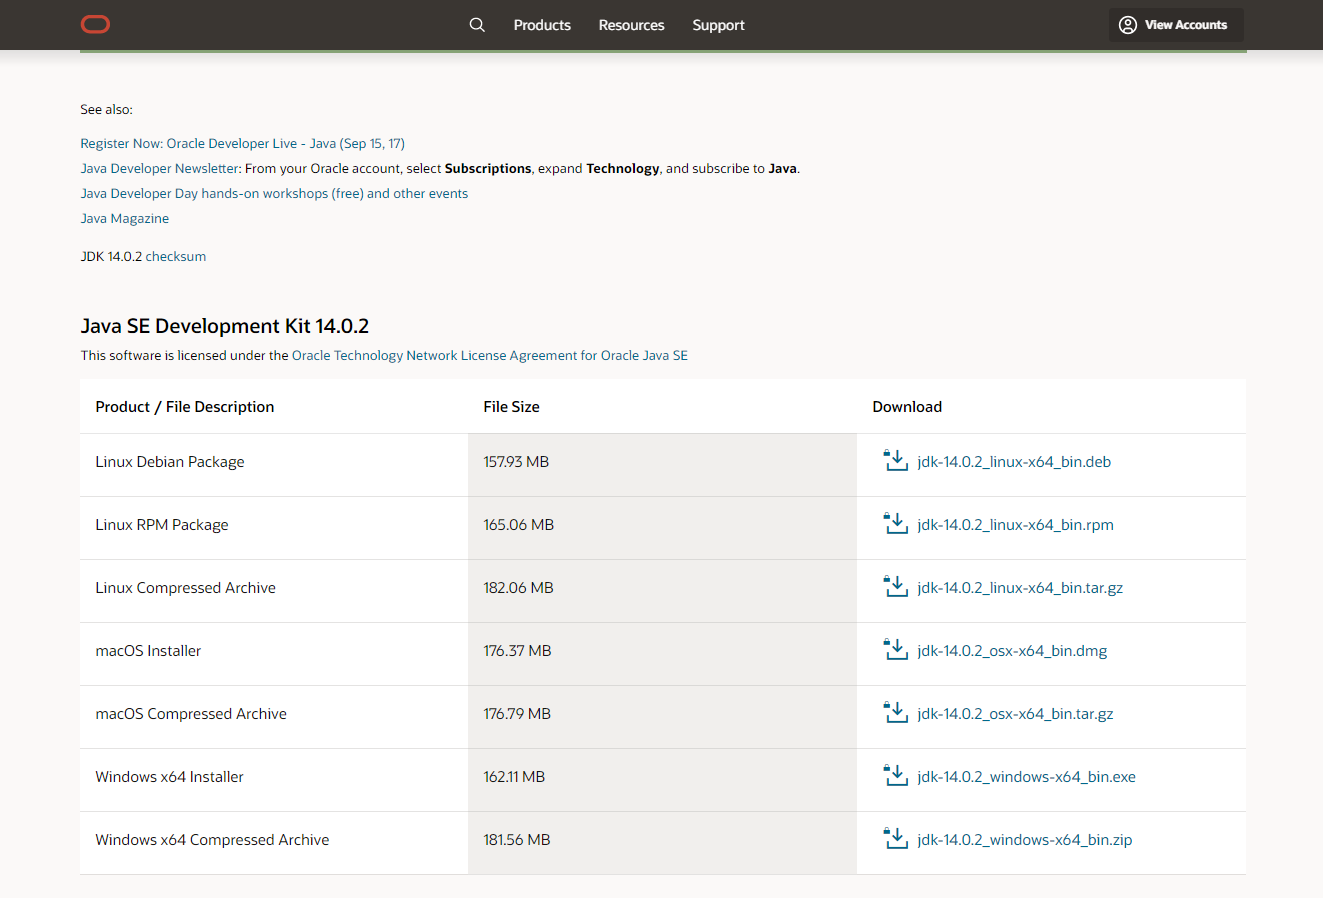 Products Resources Support View Accounts
See also:
Register Now: Oracle Developer Live - Java (Sep 15, 17)
Java Developer Newsletter: From your Oracle account, select Subscriptions, expand Technology, and subscribe to Java.
Java Developer Day hands-on workshops (free) and other events
Java Magazine
JDK 14.0.2 checksum
Java SE Development Kit 14.0.2
This software is licensed under the Oracle Technology Network License Agreement for Oracle Java SE
Product / File Description File Size Download
Linux Debian Package 157.93 MB jdk-14.0.2_linux-x64_bin.deb
Linux RPM Package 165.06 MB jdk-14.0.2_linux-x64_bin.rpm
Linux Compressed Archive 182.06 MB jdk-14.0.2_linux-x64_bin.tar.gz
macOS Installer 176.37 MB jdk-14.0.2_osx-x64_bin.dmg
macOS Compressed Archive 176.79 MB jdk-14.0.2_osx-x64_bin.tar.gz
Windows x64 Installer 162.11 MB jdk-14.0.2_windows-x64_bin.exe
Windows x64 Compressed Archive 181.56 MB jdk-14.0.2_windows-x64_bin.zip